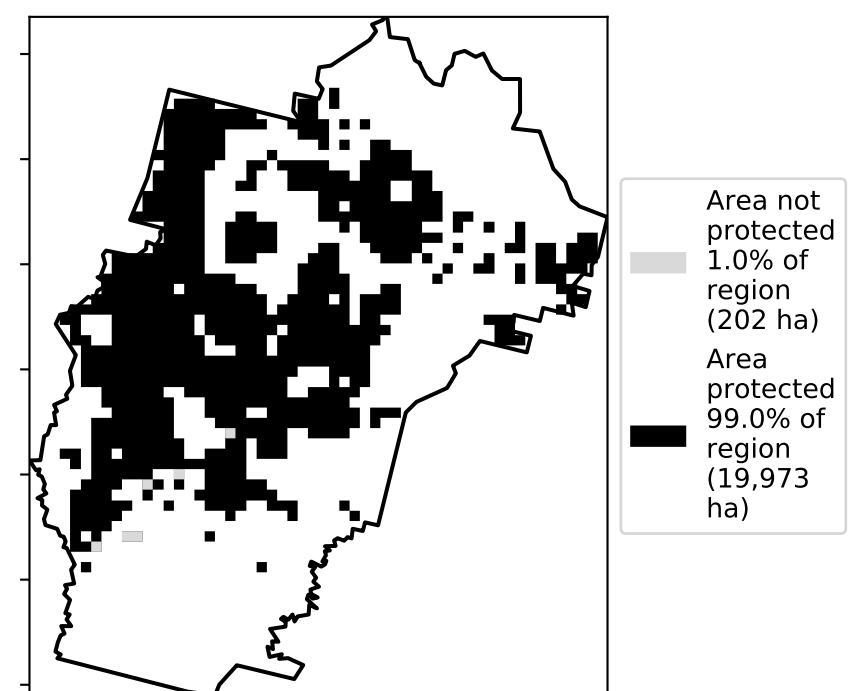 Area not
protected
1.0% of
region
(202 ha)
Area
protected
99.0% of
region
(19,973
ha)